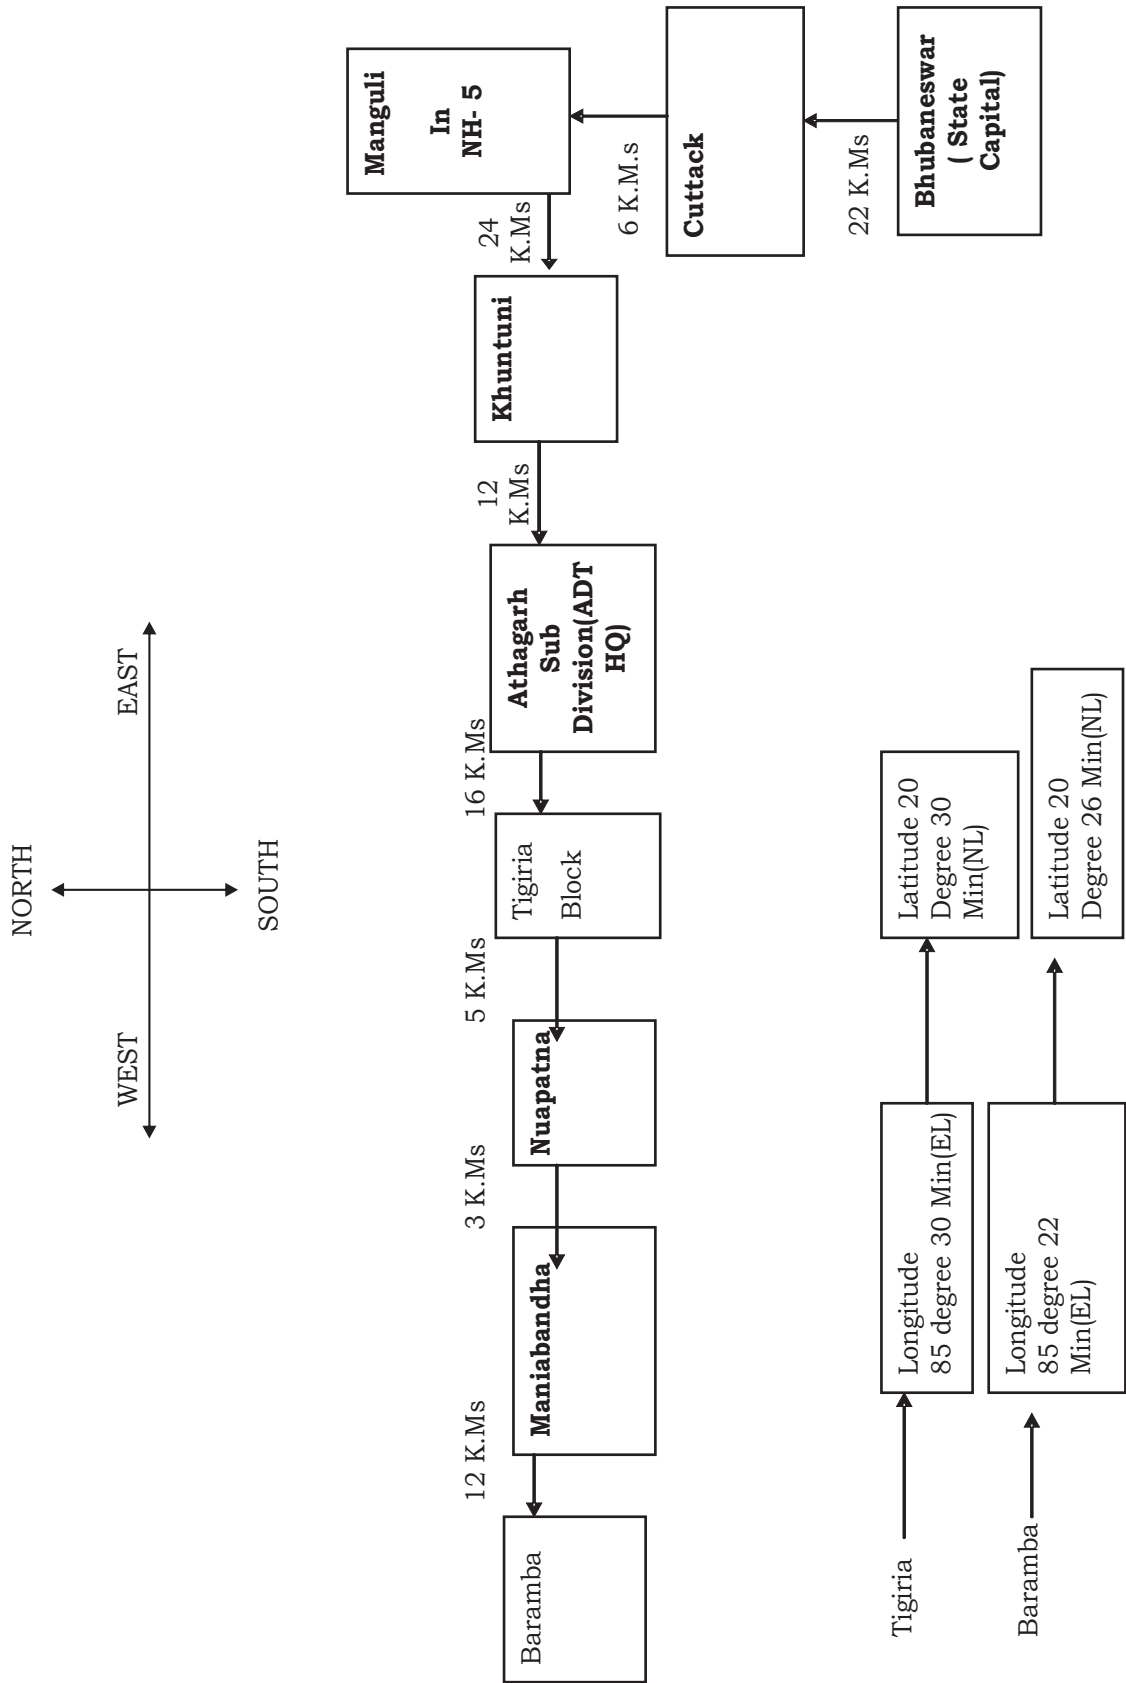 NORTH
WEST
EAST
SOUTH
Manguli
In
NH- 5
24
K.Ms
6 K.M.s
Cuttack
22 K.Ms
Bhubaneswar
( State
Capital)
Khuntuni
12
K.Ms
Athagarh
Sub
Division(ADT
HQ)
16 K.Ms
Tigiria
Block
5 K.Ms
Nuapatna
3 K.Ms
Maniabandha
12 K.Ms
Baramba
Tigiria
Longitude
85 degree 30 Min(EL)
Latitude 20
Degree 30
Min(NL)
Baramba
Longitude
85 degree 22
Min(EL)
Latitude 20
Degree 26 Min(NL)